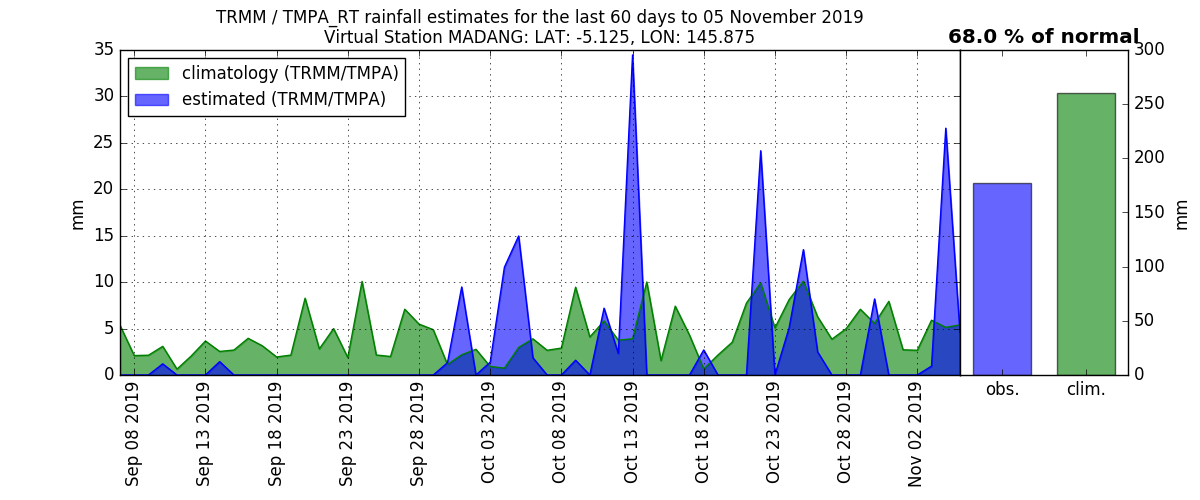 TRMM / TMPA_RT rainfall estimates for the last 60 days to 05 November 2019
Virtual Station MADANG: LAT: -5.125, LON: 145.875
68.0 % of normal
climatology (TRMM/TMPA)
estimated (TRMM/TMPA)
35
30
25
20
15
10
5
0
mm
300
250
200
150
100
50
0
mm
Sep 08 2019
Sep 13 2019
Sep 18 2019
Sep 23 2019
Sep 28 2019
Oct 03 2019
Oct 08 2019
Oct 13 2019
Oct 18 2019
Oct 23 2019
Oct 28 2019
Nov 02 2019
obs.
clim.